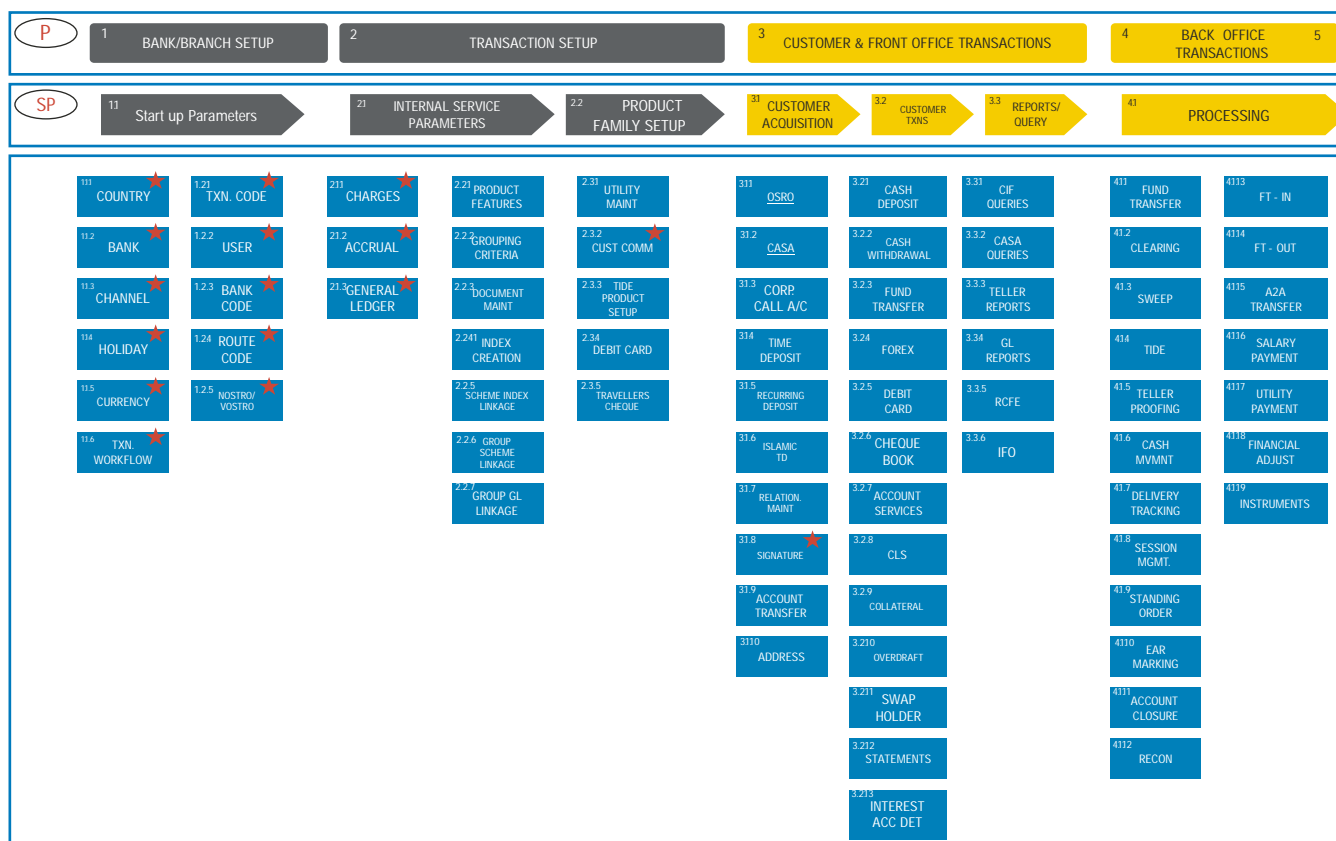 P
1 BANK/BRANCH SETUP
2 TRANSACTION SETUP
3 CUSTOMER & FRONT OFFICE TRANSACTIONS
4 BACK OFFICE 5
TRANSACTIONS
SP
1.1 Start up Parameters
2.1 INTERNAL SERVICE
PARAMETERS
2.2 PRODUCT
FAMILY SETUP
3.1 CUSTOMER
ACQUISITION
3.2 CUSTOMER
TXNS
3.3 REPORTS/
QUERY
4.1 PROCESSING
1.1.1 COUNTRY
1.1.2 BANK
1.1.3 CHANNEL
1.1.4 HOLIDAY
1.1.5 CURRENCY
1.1.6 TXN.
WORKFLOW
1.2.1 TXN. CODE
1.2.2 USER
1.2.3 BANK
CODE
1.2.4 ROUTE
CODE
1.2.5 NOSTRO/
VOSTRO
2.1.1 CHARGES
2.1.2 ACCRUAL
2.1.3 GENERAL
LEDGER
2.2.1 PRODUCT
FEATURES
2.2.2 GROUPING
CRITERIA
2.2.3 DOCUMENT
MAINT
2.2.4.1 INDEX
CREATION
2.2.5 SCHEME INDEX
LINKAGE
2.2.6 GROUP
SCHEME
LINKAGE
2.2.7 GROUP GL
LINKAGE
2.3.1 UTILITY
MAINT
2.3.2 CUST COMM
2.3.3 TIDE
PRODUCT
SETUP
2.3.4 DEBIT CARD
2.3.5 TRAVELLERS
CHEQUE
3.1.1 OSRO
3.1.2 CASA
3.1.3 CORP.
CALL A/C
3.1.4 TIME
DEPOSIT
3.1.5 RECURRING
DEPOSIT
3.1.6 ISLAMIC
TD
3.1.7 RELATION.
MAINT
3.1.8 SIGNATURE
3.1.9 ACCOUNT
TRANSFER
3.1.10 ADDRESS
3.2.1 CASH
DEPOSIT
3.2.2 CASH
WITHDRAWAL
3.2.3 FUND
TRANSFER
3.2.4 FOREX
3.2.5 DEBIT
CARD
3.2.6 CHEQUE
BOOK
3.2.7 ACCOUNT
SERVICES
3.2.8 CLS
3.2.9 COLLATERAL
3.2.10 OVERDRAFT
3.2.11 SWAP
HOLDER
3.2.12 STATEMENTS
3.2.13 INTEREST
ACC DET
3.3.1 CIF
QUERIES
3.3.2 CASA
QUERIES
3.3.3 TELLER
REPORTS
3.3.4 GL
REPORTS
3.3.5 RCFE
3.3.6 IFO
4.1.1 FUND
TRANSFER
4.1.2 CLEARING
4.1.3 SWEEP
4.1.4 TIDE
4.1.5 TELLER
PROOFING
4.1.6 CASH
MVMNT
4.1.7 DELIVERY
TRACKING
4.1.8 SESSION
MGMT.
4.1.9 STANDING
ORDER
4.1.10 EAR
MARKING
4.1.11 ACCOUNT
CLOSURE
4.1.12 RECON
4.1.13 FT - IN
4.1.14 FT - OUT
4.1.15 A2A
TRANSFER
4.1.16 SALARY
PAYMENT
4.1.17 UTILITY
PAYMENT
4.1.18 FINANCIAL
ADJUST
4.1.19 INSTRUMENTS